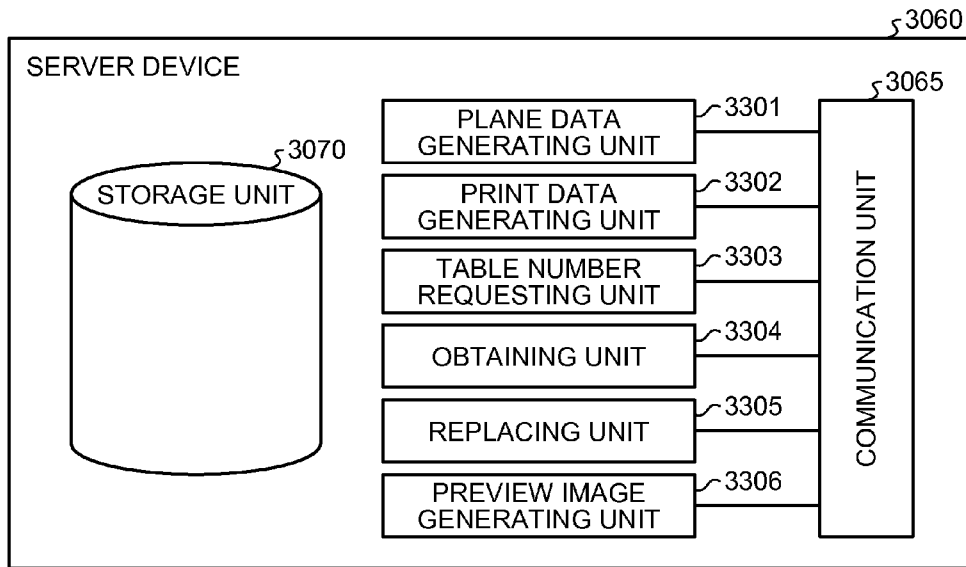 3060
SERVER DEVICE
3065
3070
STORAGE UNIT
PLANE DATA
GENERATING UNIT
3301
PRINT DATA
GENERATING UNIT
3302
TABLE NUMBER
REQUESTING UNIT
3303
OBTAINING UNIT
3304
REPLACING UNIT
3305
PREVIEW IMAGE
GENERATING UNIT
3306
COMMUNICATION UNIT